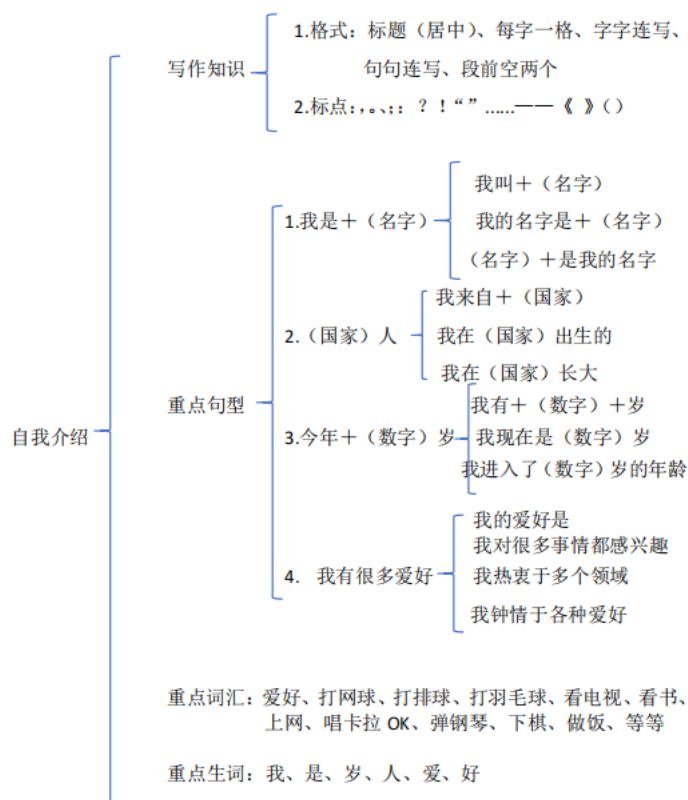 自我介绍
写作知识
1.格式：标题（居中）、每字一格、字字连写、
句句连写、段前空两个
2.标点：，。、；：？！“”……——《 》（）
重点句型
1.我是＋（名字）
我叫＋（名字）
我的名字是＋（名字）
（名字）＋是我的名字
2.（国家）人
我来自＋（国家）
我在（国家）出生的
我在（国家）长大
3.今年＋（数字）岁
我有＋（数字）＋岁
我现在是（数字）岁
我进入了（数字）岁的年龄
4. 我有很多爱好
我的爱好是
我对很多事情都感兴趣
我热衷于多个领域
我钟情于各种爱好
重点词汇：爱好、打网球、打排球、打羽毛球、看电视、看书、
上网、唱卡拉 OK、弹钢琴、下棋、做饭、等等
重点生词：我、是、岁、人、爱、好